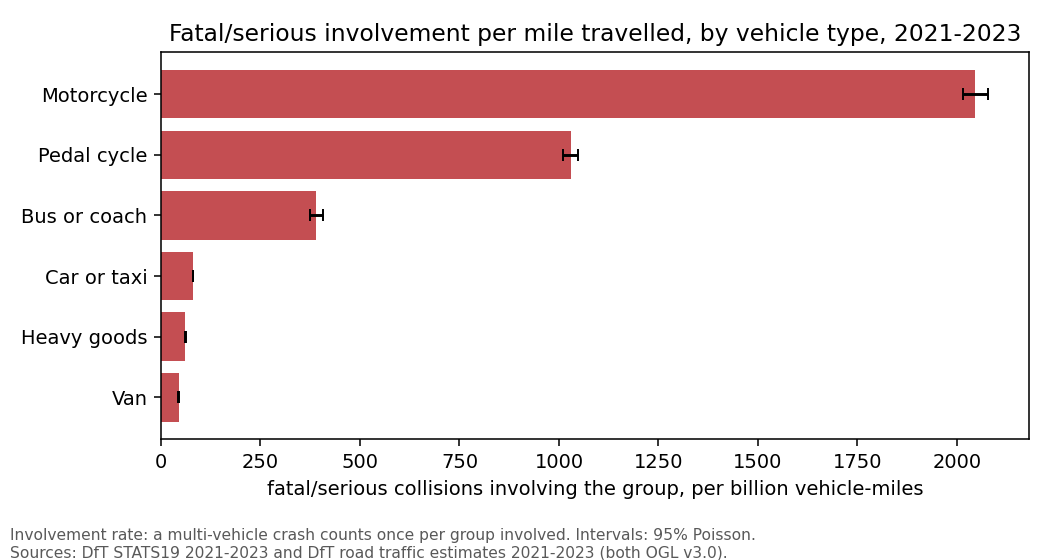 Fatal/serious involvement per mile travelled, by vehicle type, 2021-2023
Motorcycle
Pedal cycle
Bus or coach
Car or taxi
Heavy goods
Van
0 250 500 750 1000 1250 1500 1750 2000
fatal/serious collisions involving the group, per billion vehicle-miles
Involvement rate: a multi-vehicle crash counts once per group involved. Intervals: 95% Poisson.
Sources: DfT STATS19 2021-2023 and DfT road traffic estimates 2021-2023 (both OGL v3.0).